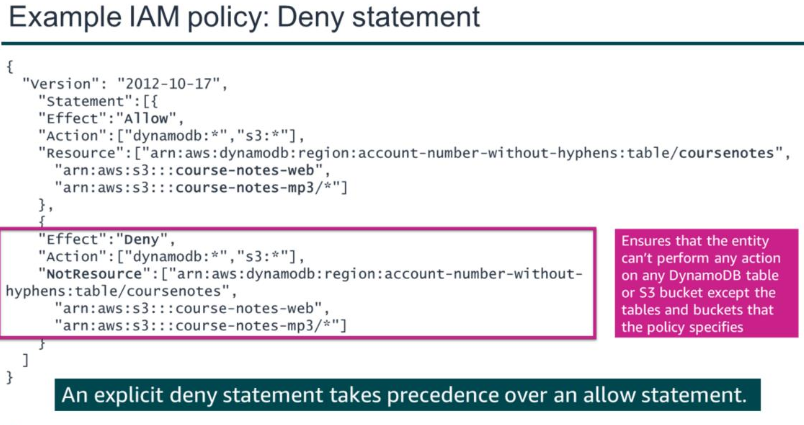 Example IAM policy: Deny statement
{
"Version": "2012-10-17",
"Statement":[{
"Effect":"Allow",
"Action":["dynamodb:*","s3:*"],
"Resource":["arn:aws:dynamodb:region:account-number-without-hyphens:table/coursenotes",
"arn:aws:s3:::course-notes-web",
"arn:aws:s3:::course-notes-mp3/*"]
},
{
"Effect":"Deny",
"Action":["dynamodb:*","s3:*"],
"NotResource":["arn:aws:dynamodb:region:account-number-without-
hyphens:table/coursenotes",
"arn:aws:s3:::course-notes-web",
"arn:aws:s3:::course-notes-mp3/*"]
}
]
}
Ensures that the entity
can't perform any action
on any DynamoDB table
or S3 bucket except the
tables and buckets that
the policy specifies
An explicit deny statement takes precedence over an allow statement.